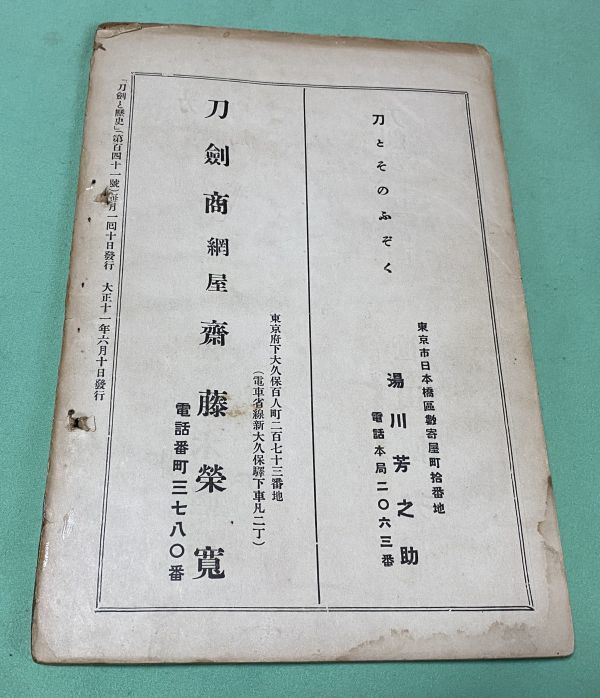 刀とそのふぞく
東京市日本橋區數寄屋町拾番地
湯川芳之助
電話本局二〇六三番
東京府下大久保百人町二百七十三番地
(電車省線新大久保驛下車凡二丁)
刀劍商網屋齋藤榮寬
電話番町三七八〇番
『刀劍と歷史』(第百四十一號)每月一回十日發行 大正十一年六月十日發行